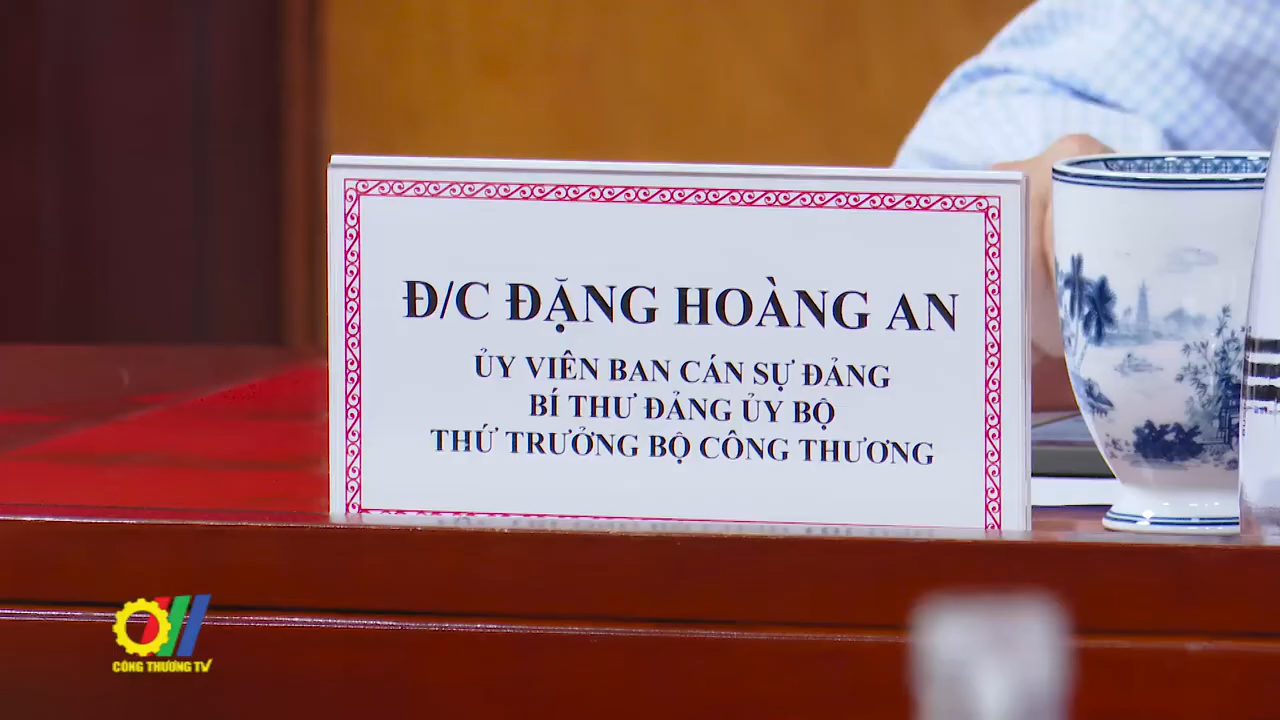 Đ/C ĐẶNG HOÀNG AN
ỦY VIÊN BAN CÁN SỰ ĐẢNG
BÍ THƯ ĐẢNG ỦY BỘ
THỨ TRƯỞNG BỘ CÔNG THƯƠNG
CÔNG THƯƠNG TV